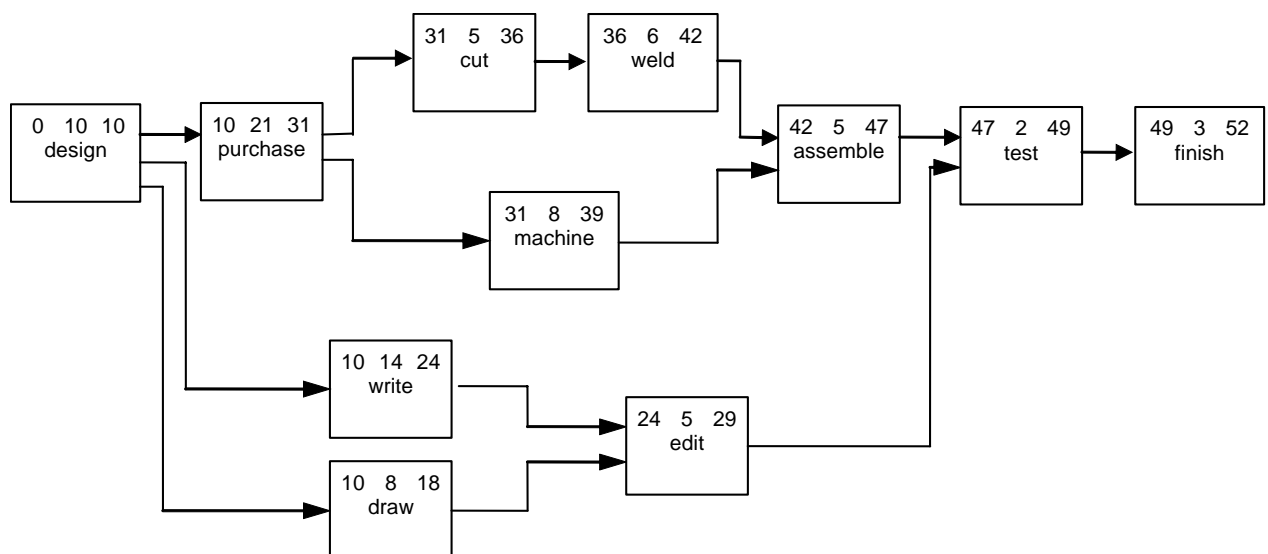 31 5 36
cut
36 6 42
weld
0 10 10
design
10 21 31
purchase
42 5 47
assemble
47 2 49
test
49 3 52
finish
31 8 39
machine
10 14 24
write
24 5 29
edit
10 8 18
draw